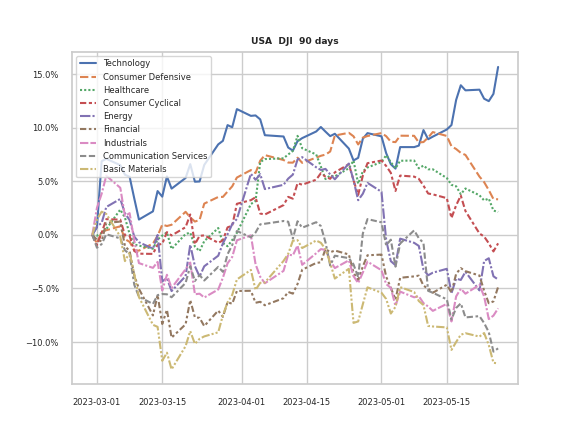 USA DJI 90 days
Technology
Consumer Defensive
Healthcare
Consumer Cyclical
Energy
Financial
Industrials
Communication Services
Basic Materials
15.0%
10.0%
5.0%
0.0%
−5.0%
−10.0%
2023-03-01 2023-03-15 2023-04-01 2023-04-15 2023-05-01 2023-05-15